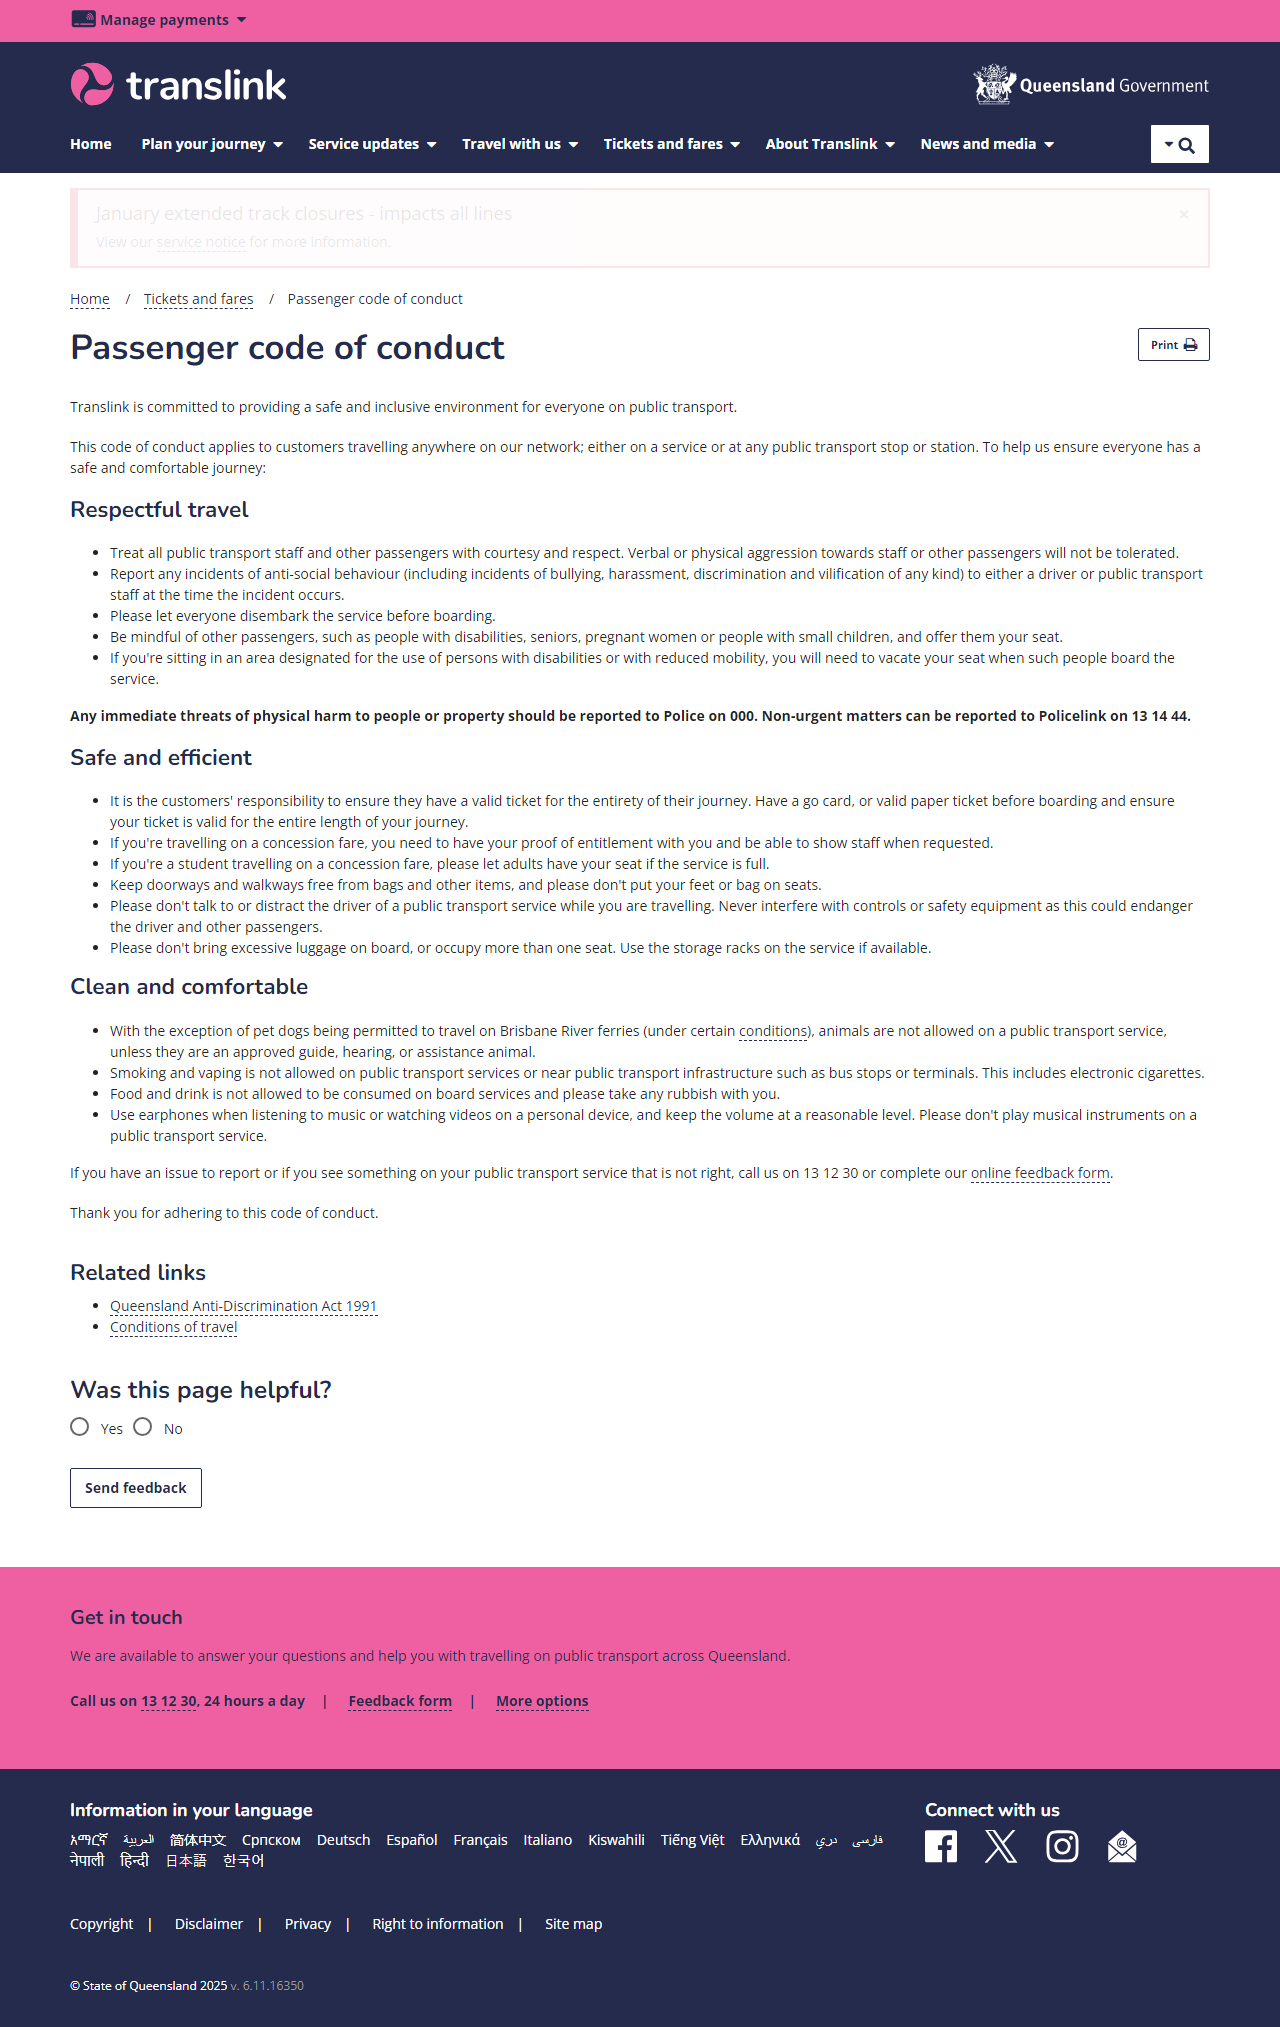 Manage payments
translink
Queensland Government
Home Plan your journey Service updates Travel with us Tickets and fares About Translink News and media
January extended track closures - impacts all lines ×
View our service notice for more information.
Home / Tickets and fares / Passenger code of conduct
Passenger code of conduct
Print
Translink is committed to providing a safe and inclusive environment for everyone on public transport.
This code of conduct applies to customers travelling anywhere on our network; either on a service or at any public transport stop or station. To help us ensure everyone has a
safe and comfortable journey:
Respectful travel
• Treat all public transport staff and other passengers with courtesy and respect. Verbal or physical aggression towards staff or other passengers will not be tolerated.
• Report any incidents of anti-social behaviour (including incidents of bullying, harassment, discrimination and vilification of any kind) to either a driver or public transport
staff at the time the incident occurs.
• Please let everyone disembark the service before boarding.
• Be mindful of other passengers, such as people with disabilities, seniors, pregnant women or people with small children, and offer them your seat.
• If you're sitting in an area designated for the use of persons with disabilities or with reduced mobility, you will need to vacate your seat when such people board the
service.
Any immediate threats of physical harm to people or property should be reported to Police on 000. Non-urgent matters can be reported to Policelink on 13 14 44.
Safe and efficient
• It is the customers' responsibility to ensure they have a valid ticket for the entirety of their journey. Have a go card, or valid paper ticket before boarding and ensure
your ticket is valid for the entire length of your journey.
• If you're travelling on a concession fare, you need to have your proof of entitlement with you and be able to show staff when requested.
• If you're a student travelling on a concession fare, please let adults have your seat if the service is full.
• Keep doorways and walkways free from bags and other items, and please don't put your feet or bag on seats.
• Please don't talk to or distract the driver of a public transport service while you are travelling. Never interfere with controls or safety equipment as this could endanger
the driver and other passengers.
• Please don't bring excessive luggage on board, or occupy more than one seat. Use the storage racks on the service if available.
Clean and comfortable
• With the exception of pet dogs being permitted to travel on Brisbane River ferries (under certain conditions), animals are not allowed on a public transport service,
unless they are an approved guide, hearing, or assistance animal.
• Smoking and vaping is not allowed on public transport services or near public transport infrastructure such as bus stops or terminals. This includes electronic cigarettes.
• Food and drink is not allowed to be consumed on board services and please take any rubbish with you.
• Use earphones when listening to music or watching videos on a personal device, and keep the volume at a reasonable level. Please don't play musical instruments on a
public transport service.
If you have an issue to report or if you see something on your public transport service that is not right, call us on 13 12 30 or complete our online feedback form.
Thank you for adhering to this code of conduct.
Related links
• Queensland Anti-Discrimination Act 1991
• Conditions of travel
Was this page helpful?
Yes No
Send feedback
Get in touch
We are available to answer your questions and help you with travelling on public transport across Queensland.
Call us on 13 12 30, 24 hours a day | Feedback form | More options
Information in your language
አማርኛ العربية 简体中文 Српском Deutsch Español Français Italiano Kiswahili Tiếng Việt Ελληνικά دري فارسی
नेपाली हिन्दी 日本語 한국어
Connect with us
Copyright | Disclaimer | Privacy | Right to information | Site map
© State of Queensland 2025 v. 6.11.16350